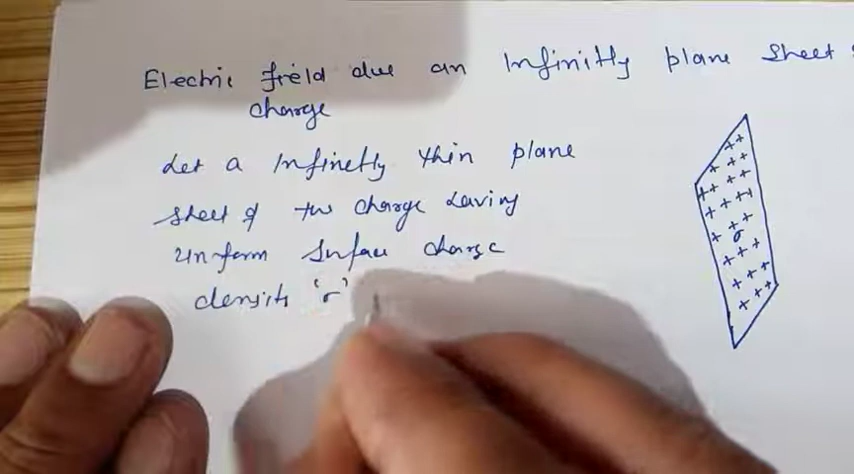 Electric field due an Infinitly plane sheet
charge
Let a Infinetly thin plane
sheet of +ve charge having
Uniform Surface charge
density 'σ'
σ